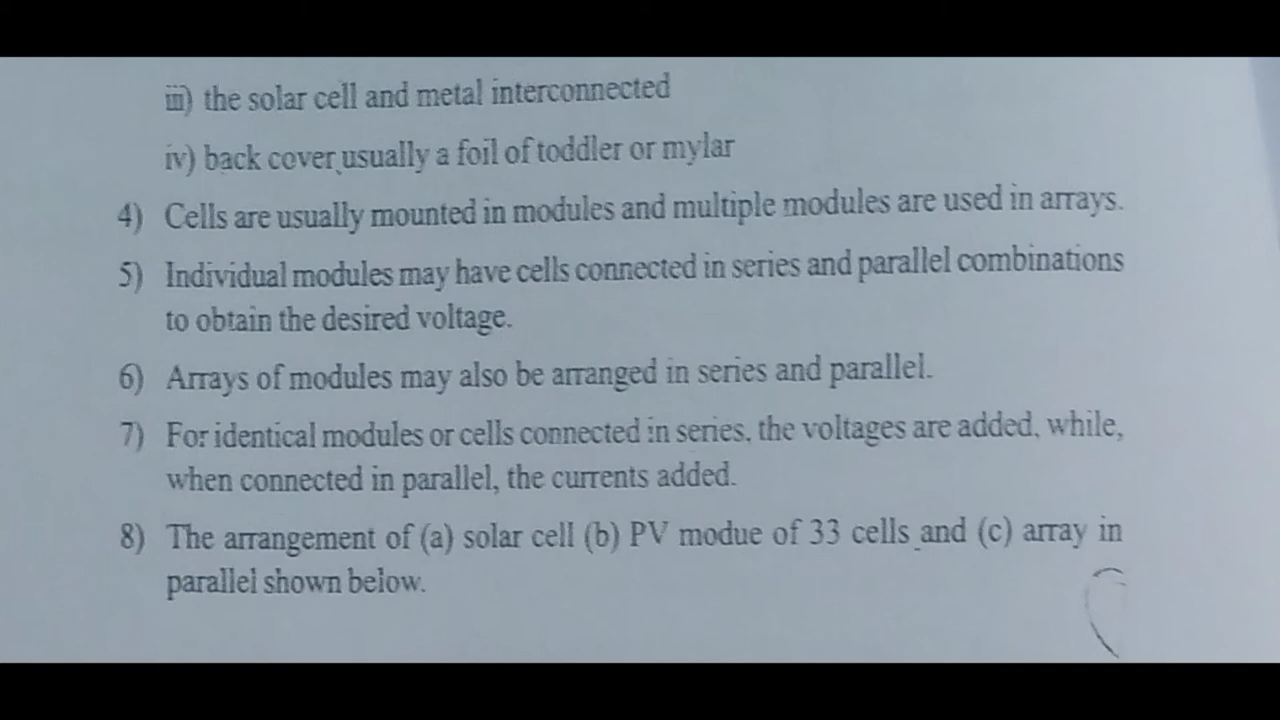 iii) the solar cell and metal interconnected
iv) back cover usually a foil of toddler or mylar
4) Cells are usually mounted in modules and multiple modules are used in arrays.
5) Individual modules may have cells connected in series and parallel combinations
to obtain the desired voltage.
6) Arrays of modules may also be arranged in series and parallel.
7) For identical modules or cells connected in series, the voltages are added, while,
when connected in parallel, the currents added.
8) The arrangement of (a) solar cell (b) PV modue of 33 cells and (c) array in
parallel shown below.